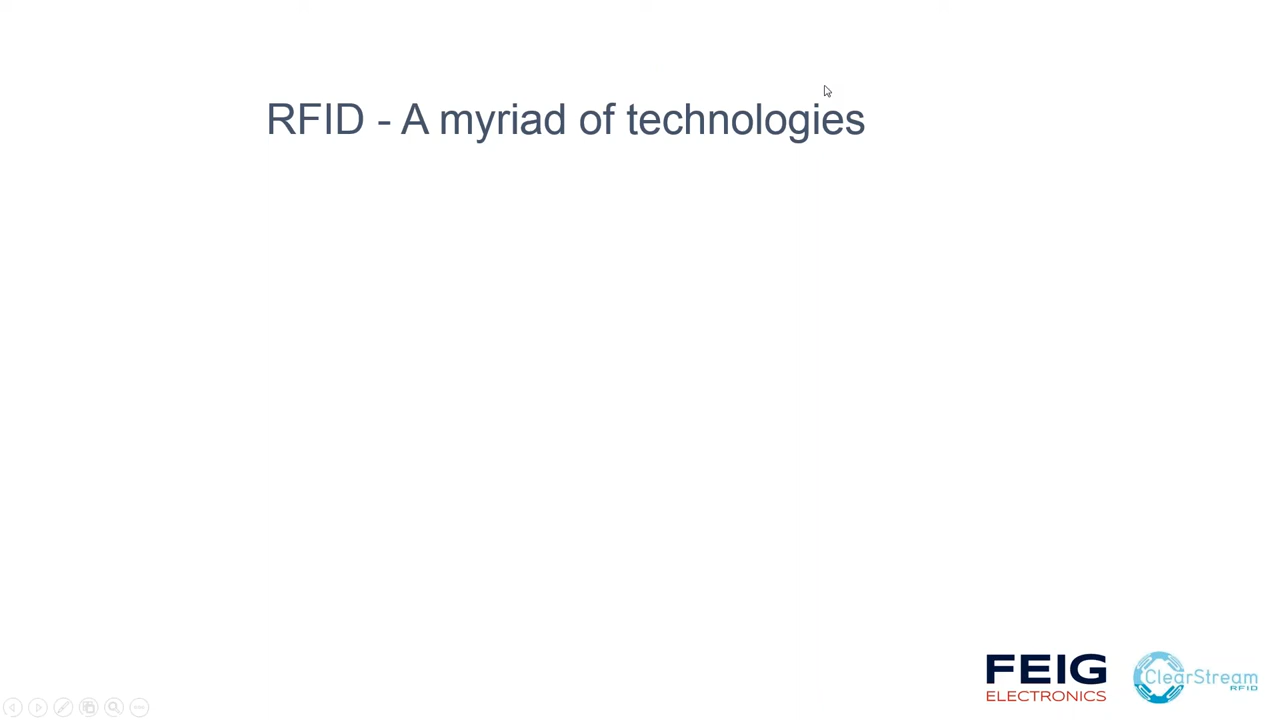 RFID - A myriad of technologies
FEIG
ELECTRONICS
ClearStream
RFID